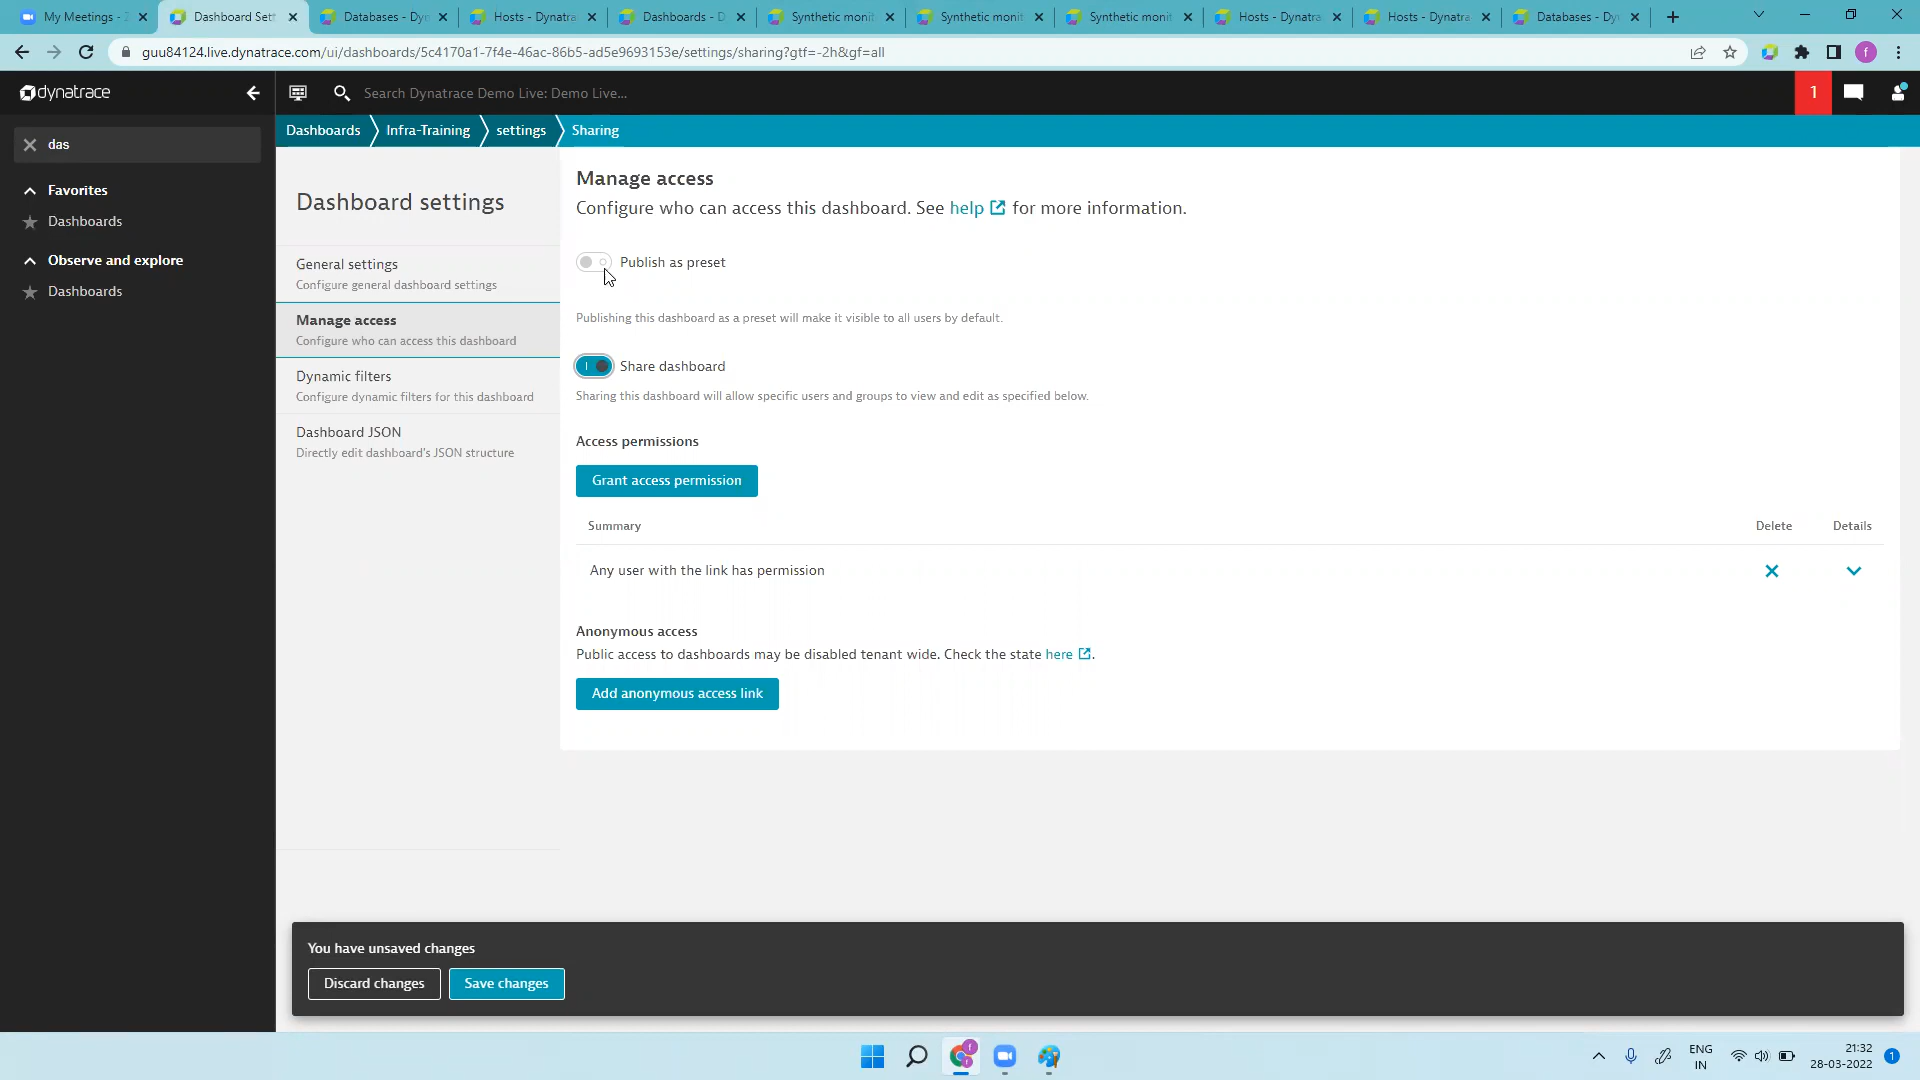 My Meetings - Z
Dashboard Sett
Databases - Dyn
Hosts - Dynatra
Dashboards - D
Synthetic monit
Synthetic monit
Synthetic monit
Hosts - Dynatra
Hosts - Dynatra
Databases - Dyn
guu84124.live.dynatrace.com/ui/dashboards/5c4170a1-7f4e-46ac-86b5-ad5e9693153e/settings/sharing?gtf=-2h&gf=all
f
dynatrace
Search Dynatrace Demo Live: Demo Live...
1
das
Favorites
Dashboards
Observe and explore
Dashboards
Dashboards
Infra-Training
settings
Sharing
Dashboard settings
General settings
Configure general dashboard settings
Manage access
Configure who can access this dashboard
Dynamic filters
Configure dynamic filters for this dashboard
Dashboard JSON
Directly edit dashboard's JSON structure
Manage access
Configure who can access this dashboard. See help for more information.
Publish as preset
Publishing this dashboard as a preset will make it visible to all users by default.
Share dashboard
Sharing this dashboard will allow specific users and groups to view and edit as specified below.
Access permissions
Grant access permission
Summary
Delete
Details
Any user with the link has permission
Anonymous access
Public access to dashboards may be disabled tenant wide. Check the state here.
Add anonymous access link
You have unsaved changes
Discard changes
Save changes
ENG
IN
21:32
28-03-2022
1